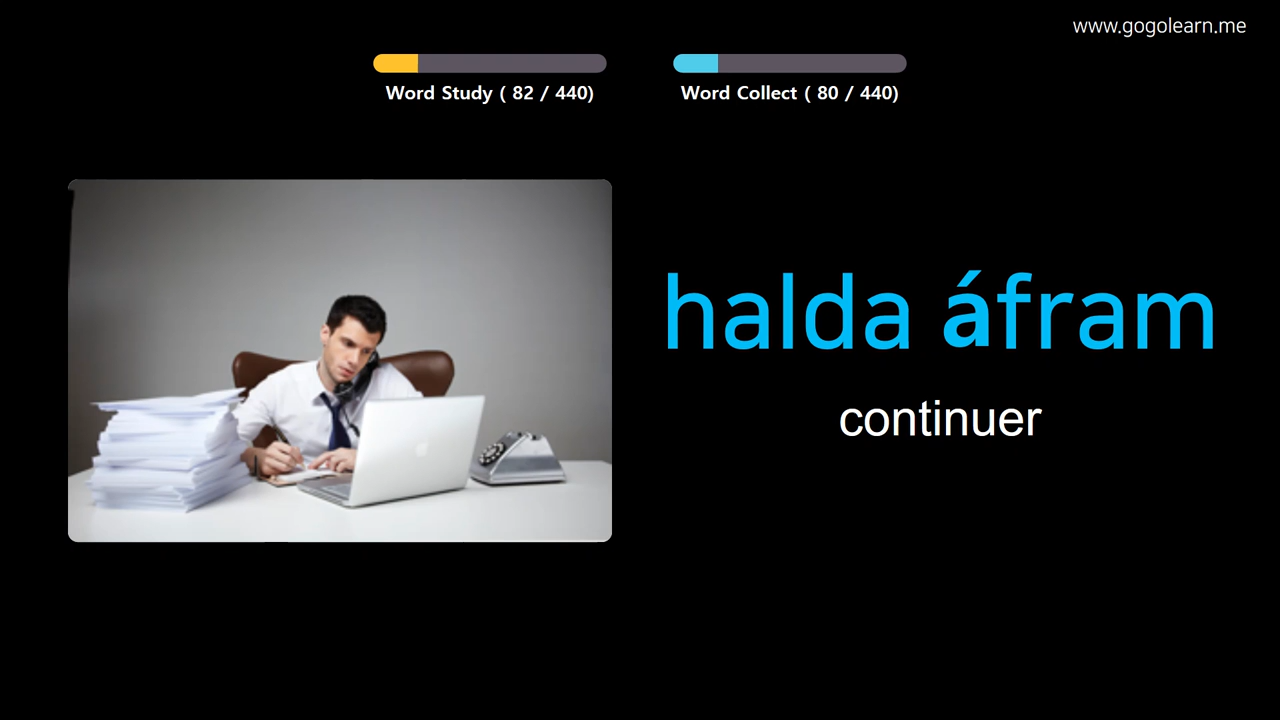 www.gogolearn.me
Word Study ( 82 / 440)
Word Collect ( 80 / 440)
halda áfram
continuer